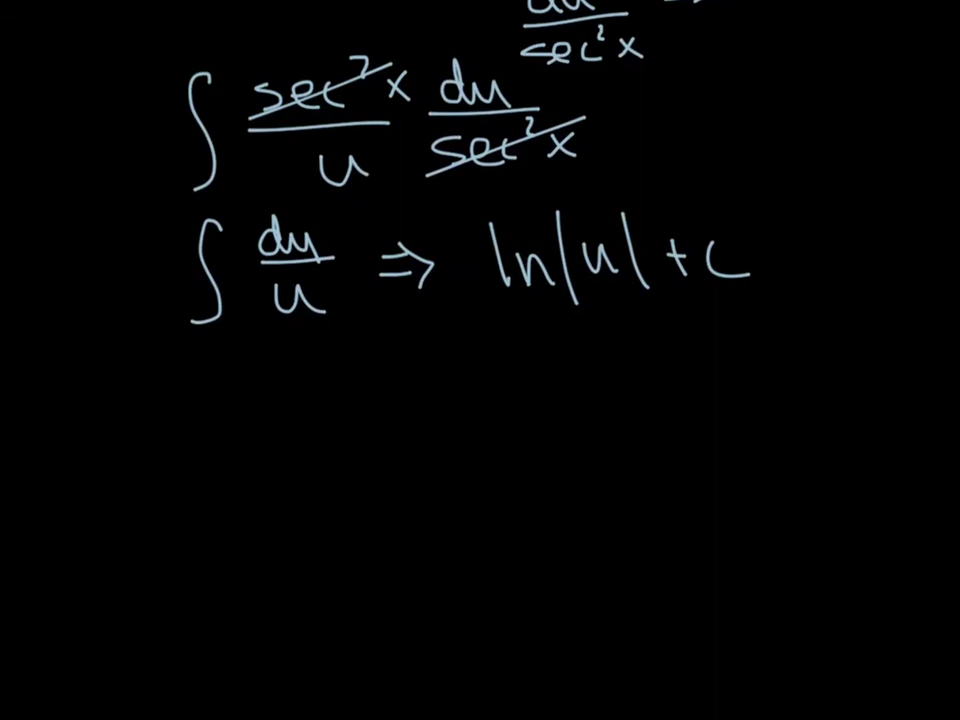 du/sec²x →
∫ sec²x/u du/sec²x
∫ du/u ⇒ ln|u| + c